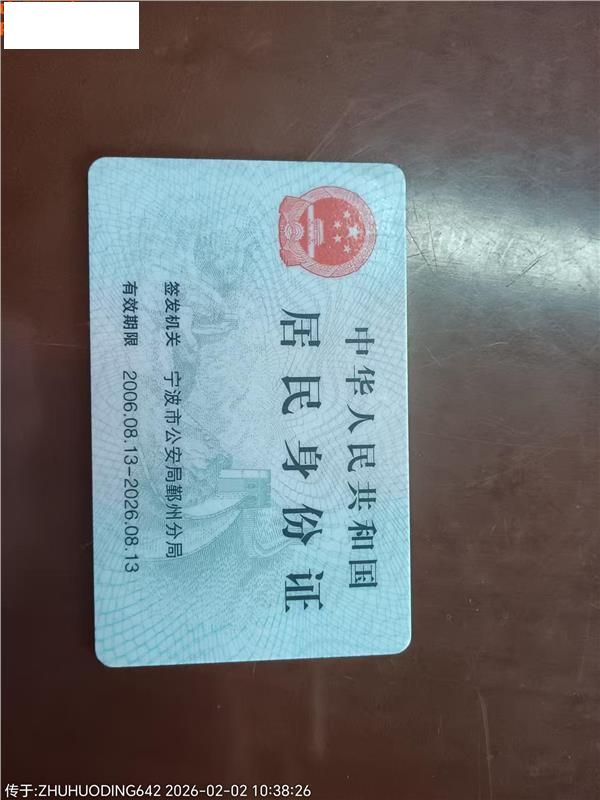 中华人民共和国
居民身份证
签发机关 宁波市公安局鄞州分局
有效期限 2006.08.13-2026.08.13
传于:ZHUHUODING642 2026-02-02 10:38:26